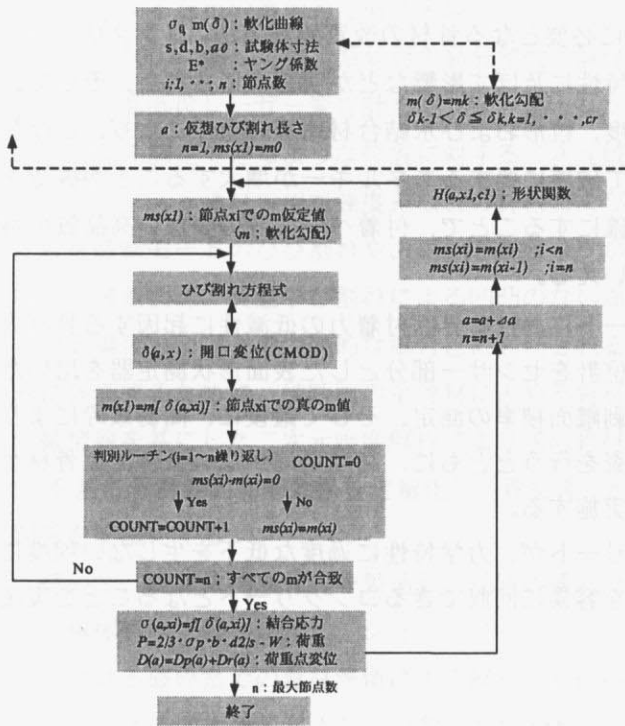 σ0, m(δ)：軟化曲線
s,d,b,a0：試験体寸法
E*　：ヤング係数
i:1, ・・・, n：節点数
a：仮想ひび割れ長さ
n=1, ms(x1)=m0
ms(x1)：節点xiでのm仮定値
(m：軟化勾配)
ひび割れ方程式
δ(a,x)：開口変位(CMOD)
m(x1)=m[δ(a,xi)]：節点xiでの真のm値
判別ルーチン(i=1～n繰り返し)　COUNT=0
ms(xi)-m(xi)=0
Yes　No
COUNT=COUNT+1　ms(xi)=m(xi)
No
COUNT=n；すべてのmが合致
Yes
σ(a,xi)=f[δ(a,xi)]：結合応力
P=2/3・σp・b・d2/s - W：荷重
D(a)=Dp(a)+Dr(a)：荷重点変位
n：最大節点数
終了
m(δ)=mk：軟化勾配
δk-1＜δ≦δk,k=1,・・・,cr
H(a,x1,c1)；形状関数
ms(xi)=m(xi)　;i<n
ms(xi)=m(xi-1)　;i=n
a=a+Δa
n=n+1